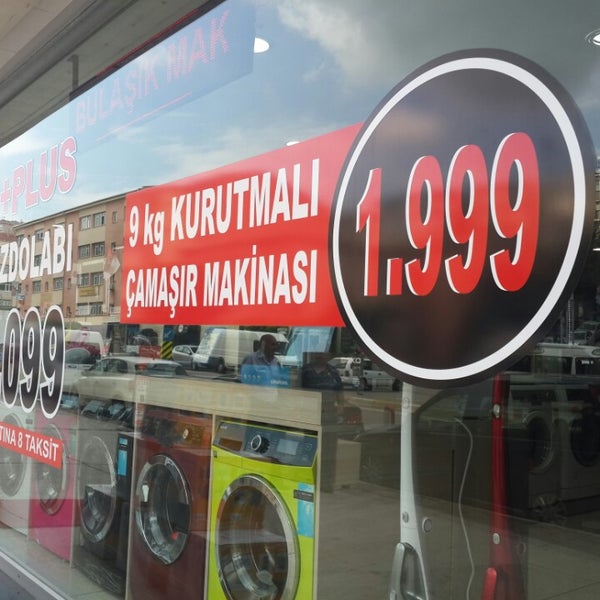 BULAŞIK MAK
+PLUS
ZDOLABI
.099
TINA 8 TAKSİT
9 kg KURUTMALI
ÇAMAŞIR MAKİNASI
1.999